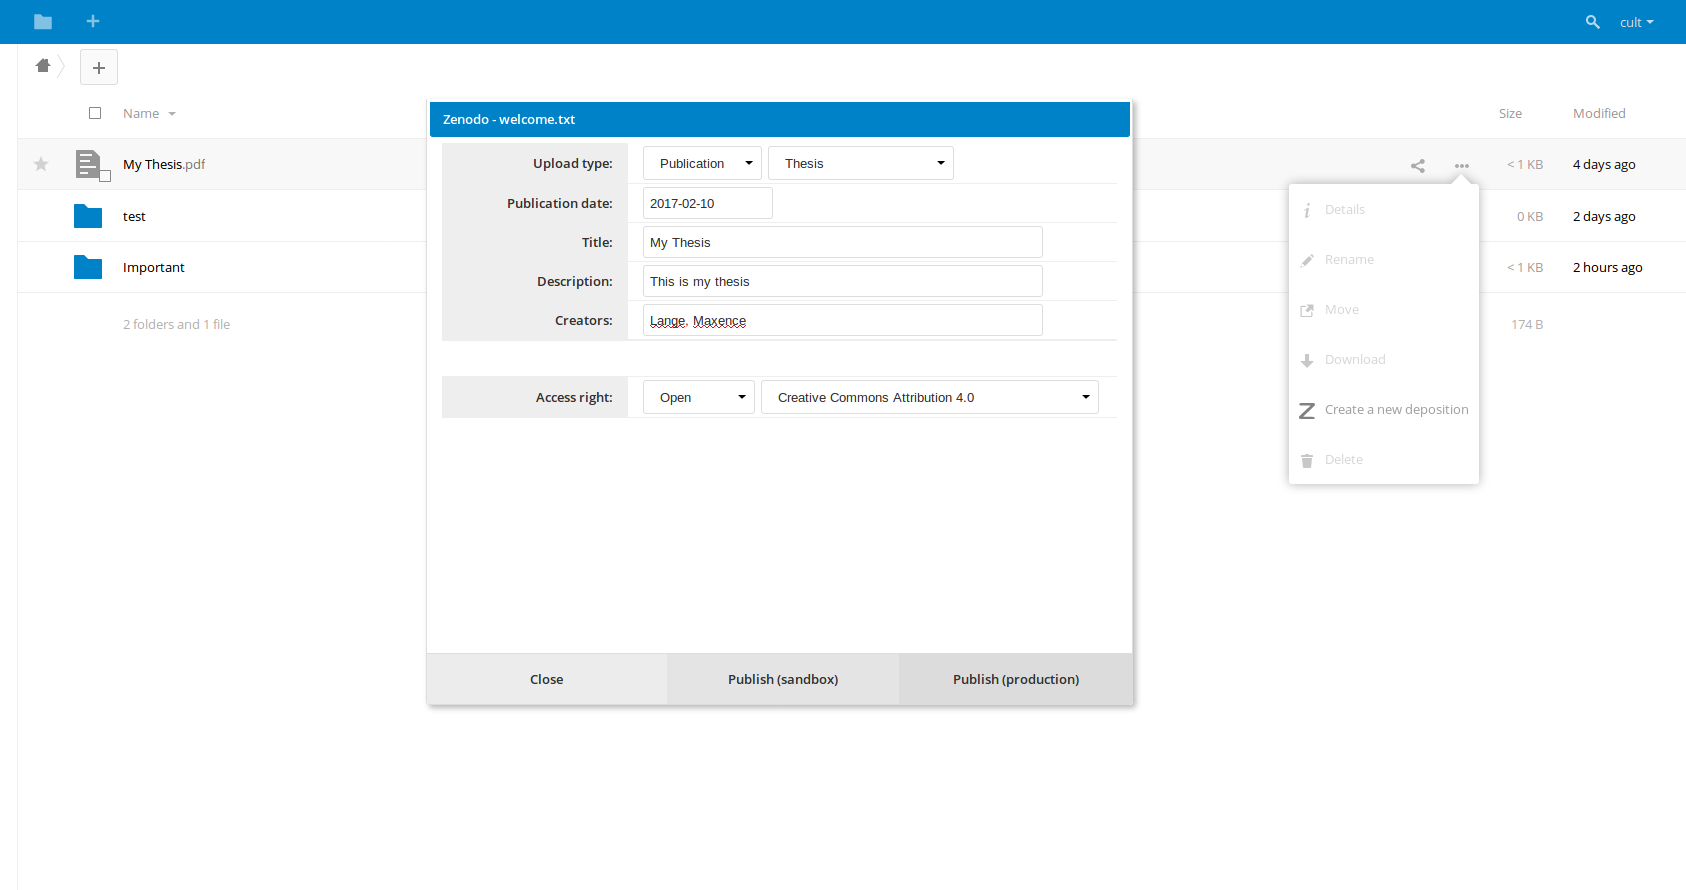 cult
Name
Size
Modified
Zenodo - welcome.txt
My Thesis.pdf
< 1 KB
4 days ago
test
0 KB
2 days ago
Important
< 1 KB
2 hours ago
2 folders and 1 file
174 B
Upload type:
Publication
Thesis
Publication date:
2017-02-10
Title:
My Thesis
Description:
This is my thesis
Creators:
Lange, Maxence
Access right:
Open
Creative Commons Attribution 4.0
Close
Publish (sandbox)
Publish (production)
Details
Rename
Move
Download
Create a new deposition
Delete